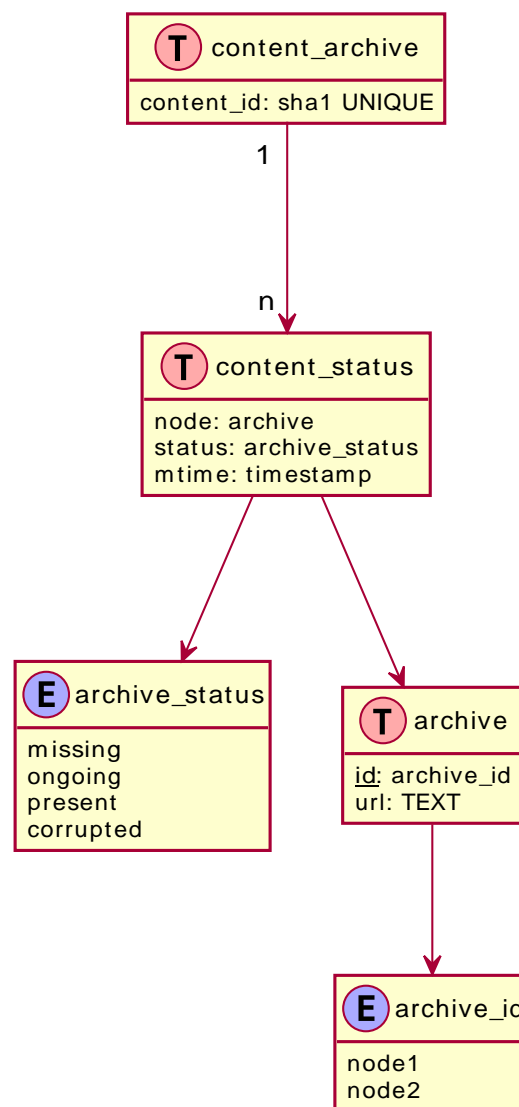 T content_archive
content_id: sha1 UNIQUE
1
n
T content_status
node: archive
status: archive_status
mtime: timestamp
E archive_status
missing
ongoing
present
corrupted
T archive
id: archive_id
url: TEXT
E archive_id
node1
node2